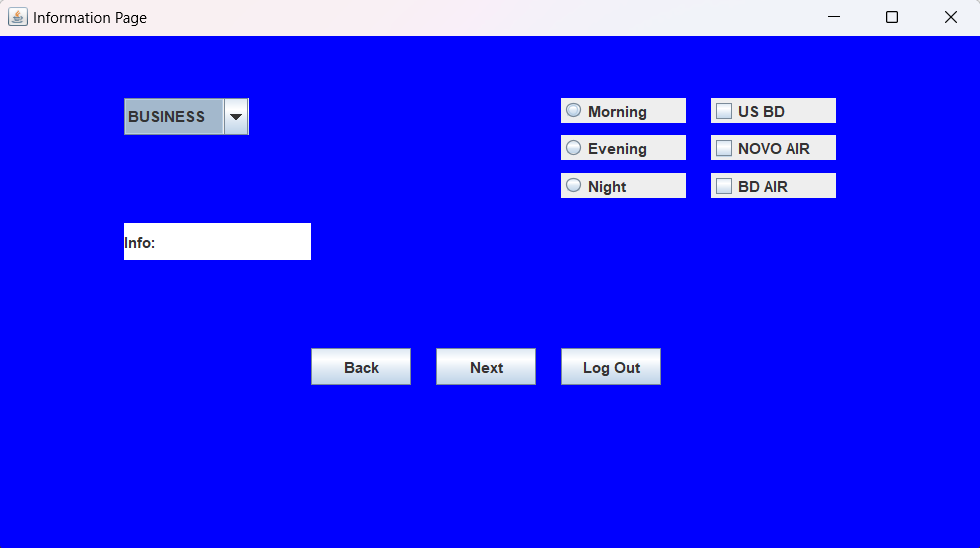 Information Page
BUSINESS
Morning
US BD
Evening
NOVO AIR
Night
BD AIR
Info:
Back
Next
Log Out